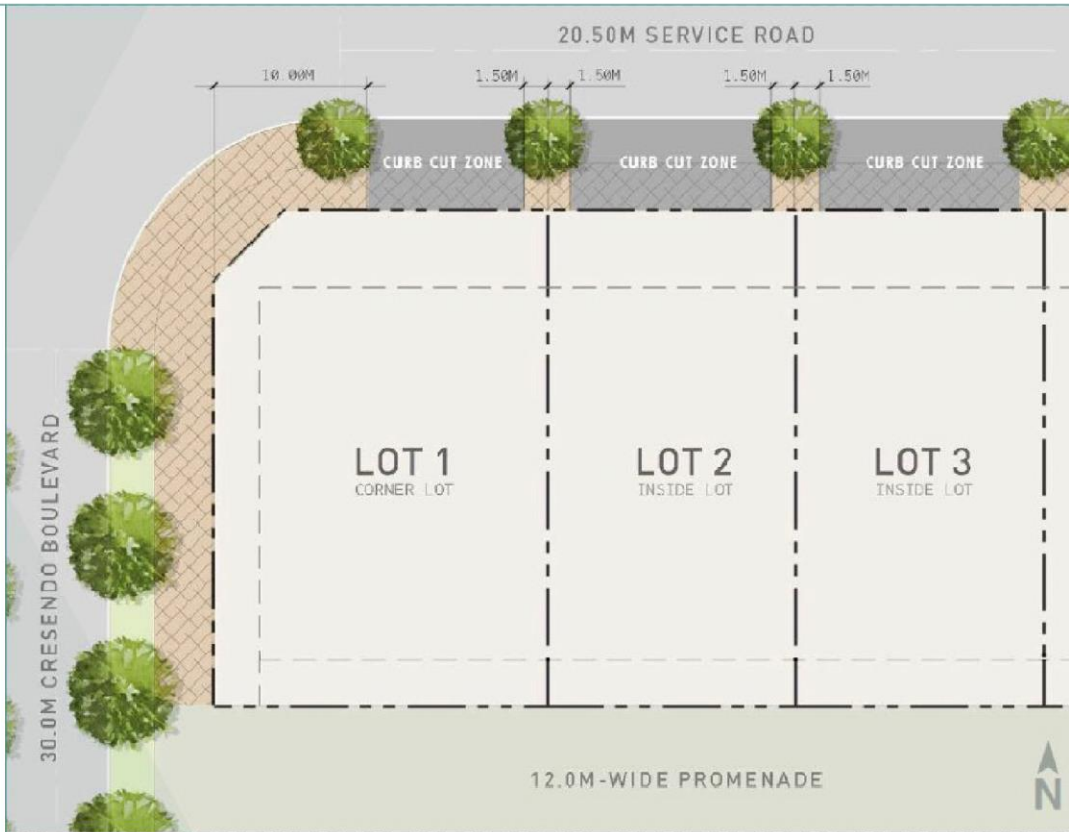 20.50M SERVICE ROAD
10.00M
1.50M
1.50M
1.50M
1.50M
CURB CUT ZONE
CURB CUT ZONE
CURB CUT ZONE
LOT 1
CORNER LOT
LOT 2
INSIDE LOT
LOT 3
INSIDE LOT
30.0M CRESENDO BOULEVARD
12.0M-WIDE PROMENADE
N